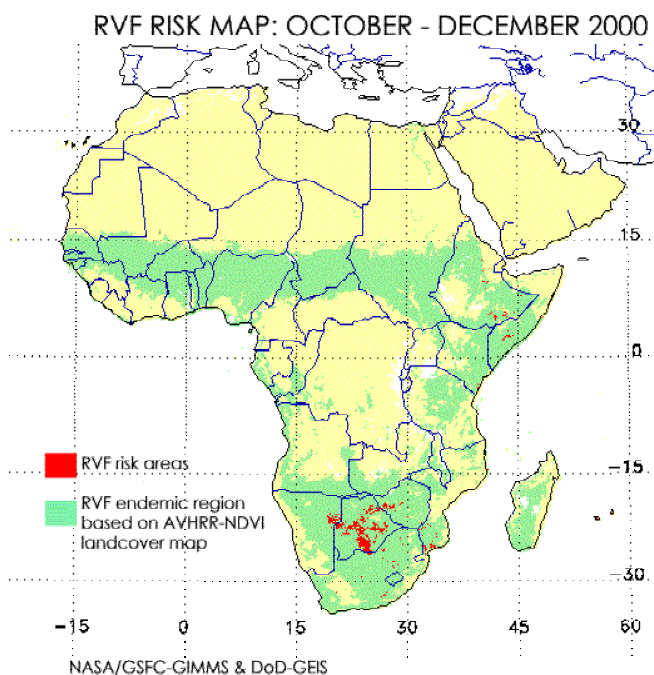 RVF RISK MAP: OCTOBER - DECEMBER 2000
30
15
0
RVF risk areas
-15
RVF endemic region
based on AVHRR-NDVI
landcover map
-30
-15 0 15 30 45 60
NASA/GSFC-GIMMS & DoD-GEIS